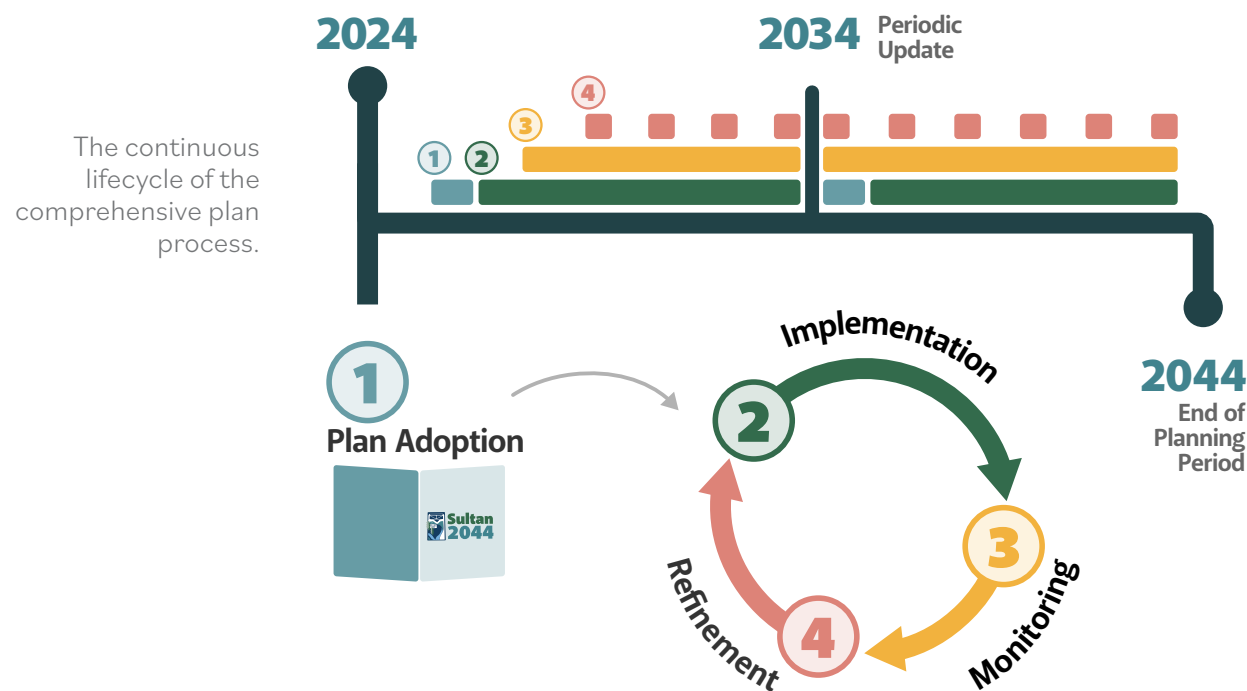 2024
2034
Periodic
Update
The continuous
lifecycle of the
comprehensive plan
process.
4
3
1
2
2044
End of
Planning
Period
1
Plan Adoption
Sultan
2044
Implementation
2
3
Monitoring
4
Refinement